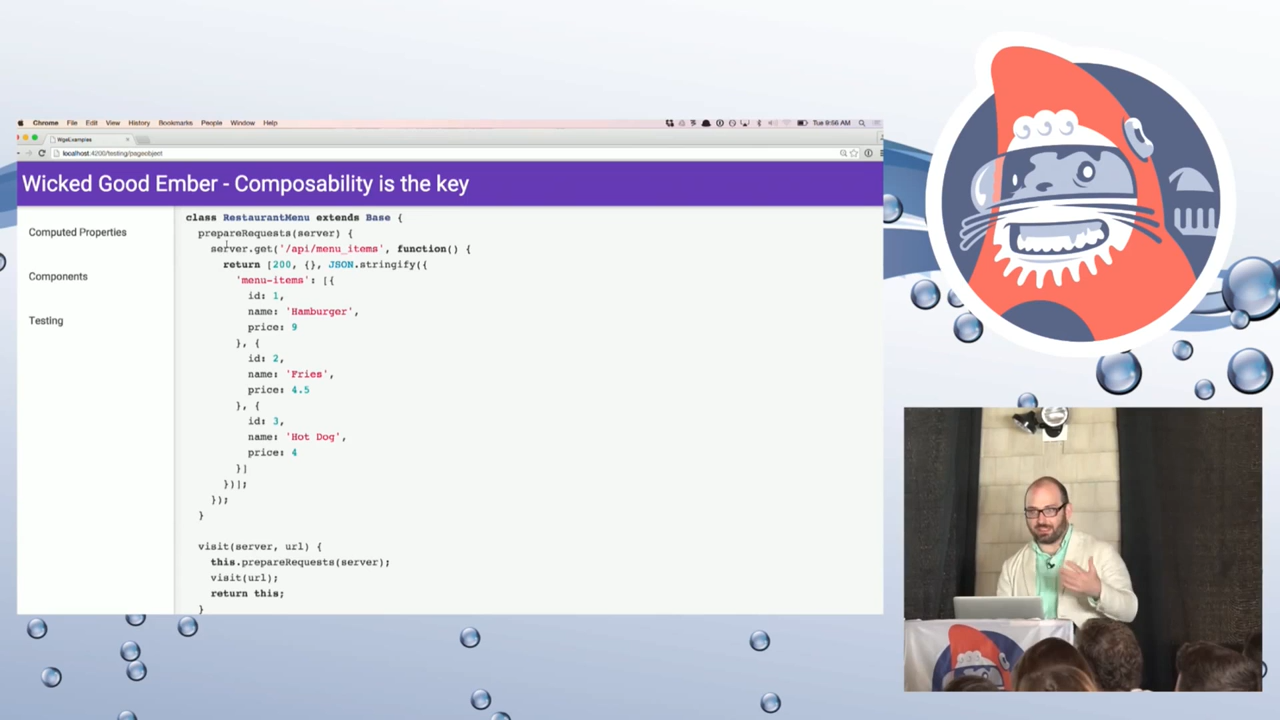 Chrome File Edit View History Bookmarks People Window Help
Tue 9:56 AM
WgeExamples
localhost:4200/testing/pageobject
Wicked Good Ember - Composability is the key
Computed Properties
Components
Testing
class RestaurantMenu extends Base {
prepareRequests(server) {
server.get('/api/menu_items', function() {
return [200, {}, JSON.stringify({
'menu-items': [{
id: 1,
name: 'Hamburger',
price: 9
}, {
id: 2,
name: 'Fries',
price: 4.5
}, {
id: 3,
name: 'Hot Dog',
price: 4
}]
})];
});
}
visit(server, url) {
this.prepareRequests(server);
visit(url);
return this;
}